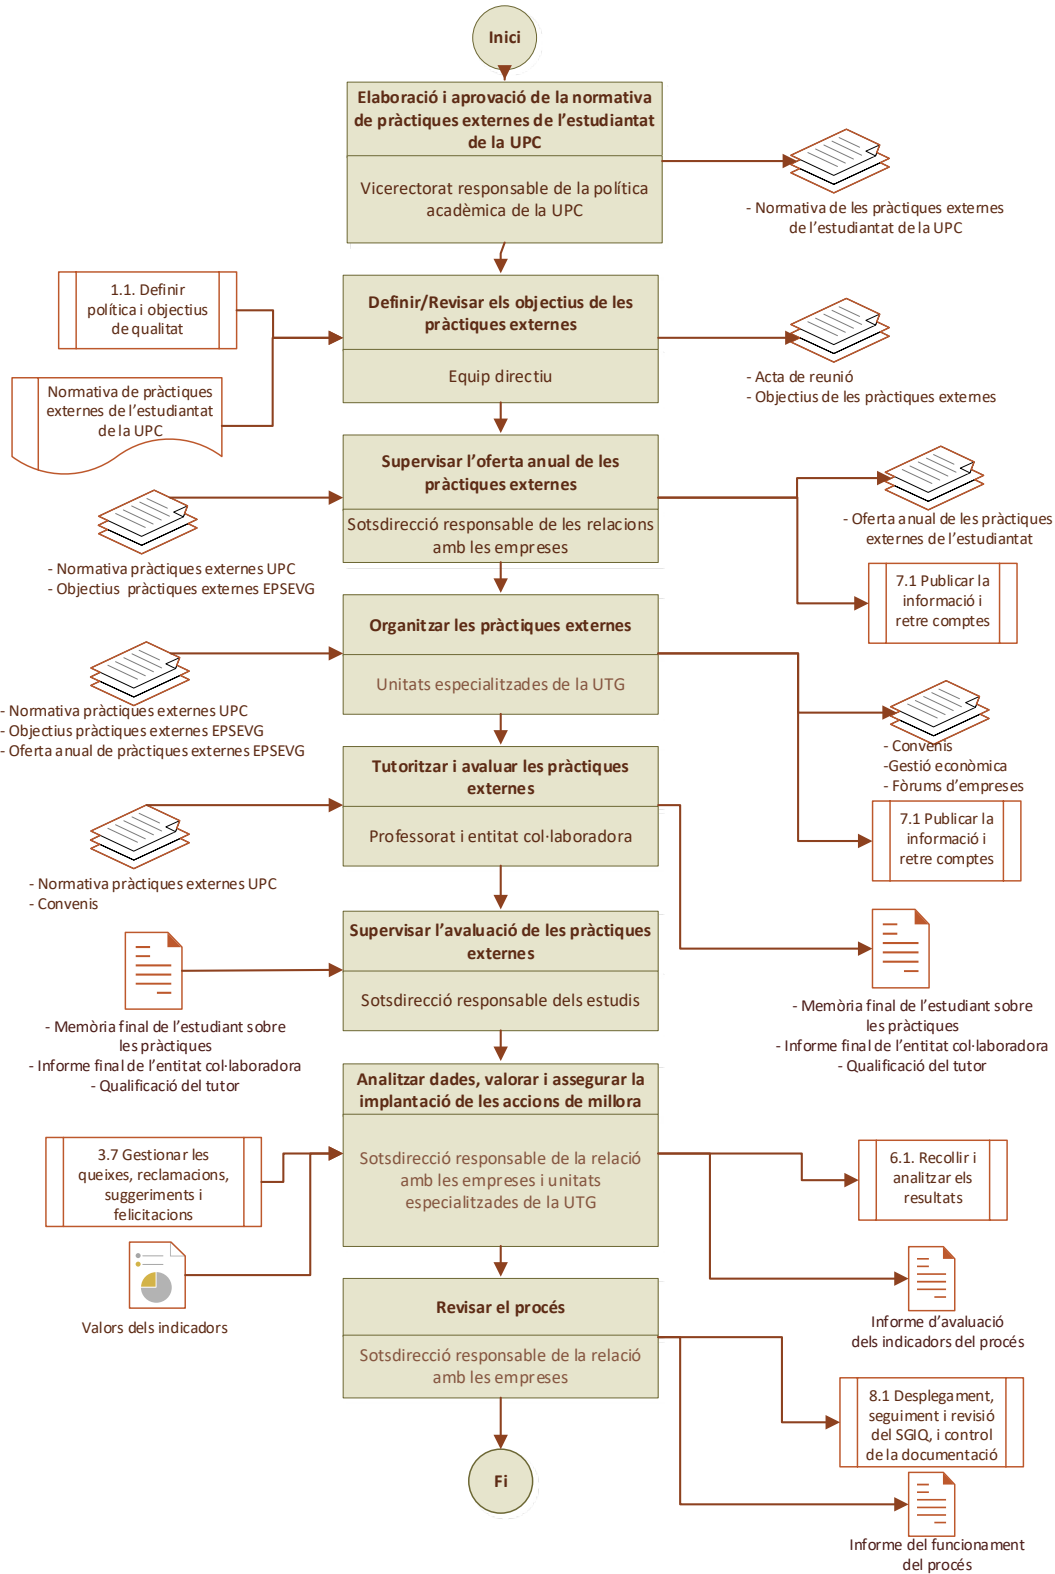 Inici
Elaboració i aprovació de la normativa
de pràctiques externes de l'estudiantat
de la UPC
Vicerectorat responsable de la política
acadèmica de la UPC
- Normativa de les pràctiques externes
de l'estudiantat de la UPC
1.1. Definir
política i objectius
de qualitat
Normativa de pràctiques
externes de l'estudiantat
de la UPC
Definir/Revisar els objectius de les
pràctiques externes
Equip directiu
- Acta de reunió
- Objectius de les pràctiques externes
Supervisar l'oferta anual de les
pràctiques externes
Sotsdirecció responsable de les relacions
amb les empreses
- Normativa pràctiques externes UPC
- Objectius pràctiques externes EPSEVG
- Oferta anual de les pràctiques
externes de l'estudiantat
7.1 Publicar la
informació i
retre comptes
Organitzar les pràctiques externes
Unitats especialitzades de la UTG
- Normativa pràctiques externes UPC
- Objectius pràctiques externes EPSEVG
- Oferta anual de pràctiques externes EPSEVG
- Convenis
-Gestió econòmica
- Fòrums d'empreses
7.1 Publicar la
informació i
retre comptes
Tutoritzar i avaluar les pràctiques
externes
Professorat i entitat col·laboradora
- Normativa pràctiques externes UPC
- Convenis
Supervisar l'avaluació de les pràctiques
externes
Sotsdirecció responsable dels estudis
- Memòria final de l'estudiant sobre
les pràctiques
- Informe final de l'entitat col·laboradora
- Qualificació del tutor
- Memòria final de l'estudiant sobre
les pràctiques
- Informe final de l'entitat col·laboradora
- Qualificació del tutor
Analitzar dades, valorar i assegurar la
implantació de les accions de millora
Sotsdirecció responsable de la relació
amb les empreses i unitats
especialitzades de la UTG
3.7 Gestionar les
queixes, reclamacions,
suggeriments i
felicitacions
Valors dels indicadors
6.1. Recollir i
analitzar els
resultats
Informe d'avaluació
dels indicadors del procés
Revisar el procés
Sotsdirecció responsable de la relació
amb les empreses
8.1 Desplegament,
seguiment i revisió
del SGIQ, i control
de la documentació
Fi
Informe del funcionament
del procés